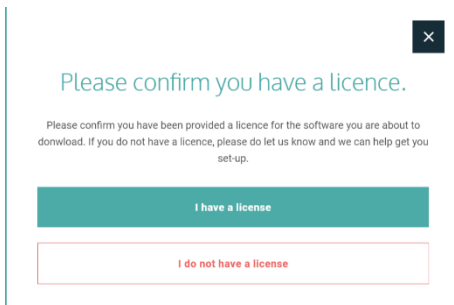 Please confirm you have a licence.
Please confirm you have been provided a licence for the software you are about to
donwload. If you do not have a licence, please do let us know and we can help get you
set-up.
I have a license
I do not have a license